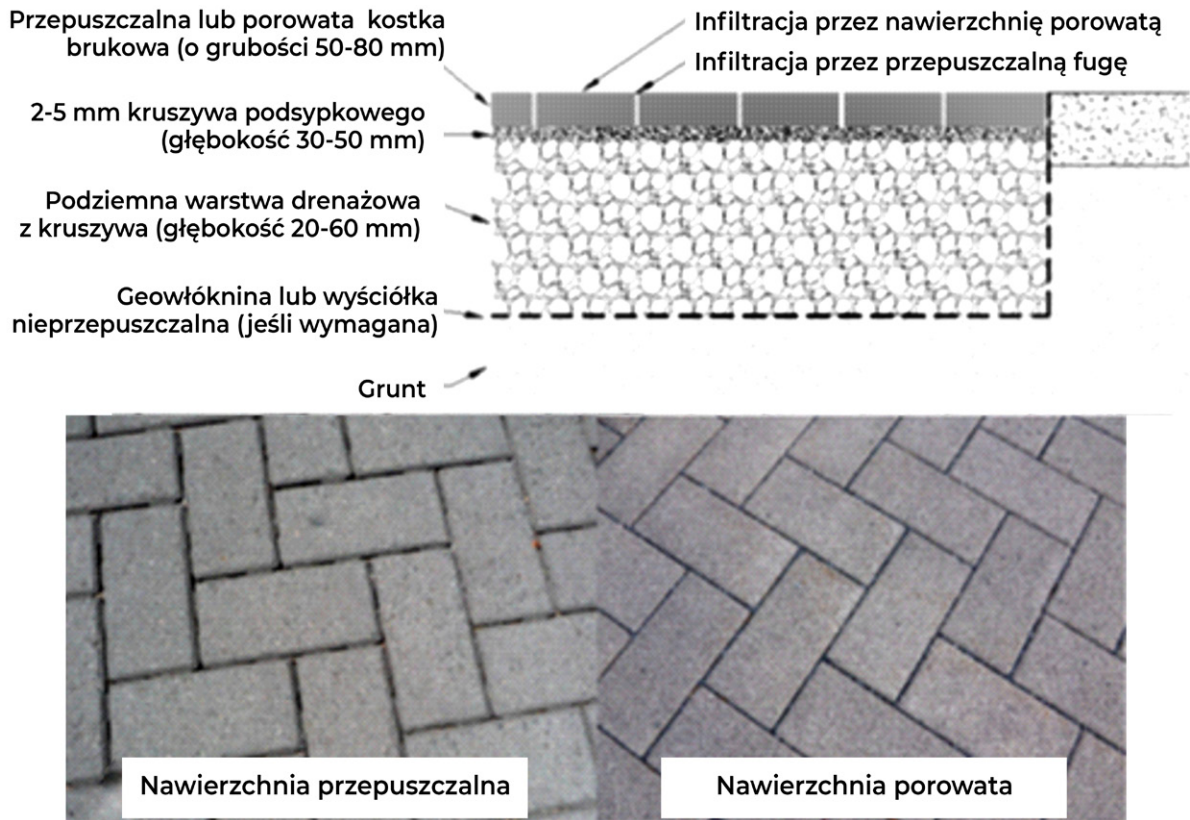 Przepuszczalna lub porowata kostka
brukowa (o grubości 50-80 mm)
Infiltracja przez nawierzchnię porowatą
Infiltracja przez przepuszczalną fugę
2-5 mm kruszywa podsypkowego
(głębokość 30-50 mm)
Podziemna warstwa drenażowa
z kruszywa (głębokość 20-60 mm)
Geowłóknina lub wyściółka
nieprzepuszczalna (jeśli wymagana)
Grunt
Nawierzchnia przepuszczalna
Nawierzchnia porowata